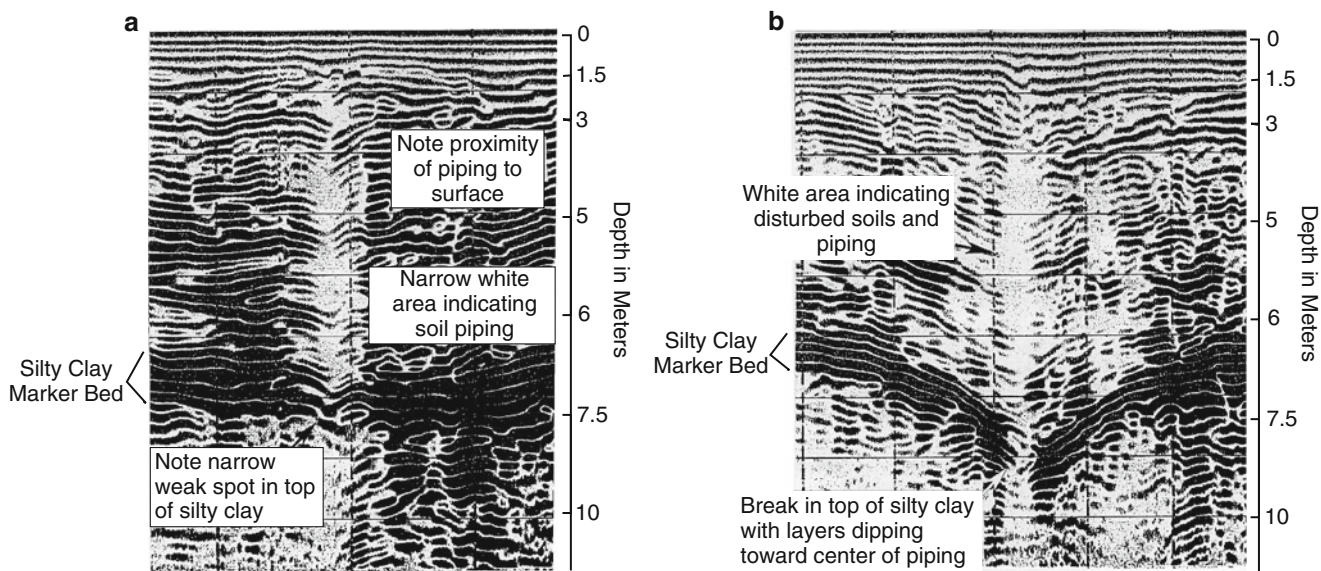 a
0
1.5
3
5
6
7.5
10
Depth in Meters
Note proximity
of piping to
surface
Narrow white
area indicating
soil piping
Silty Clay
Marker Bed
Note narrow
weak spot in top
of silty clay
b
0
1.5
3
5
6
7.5
10
Depth in Meters
White area indicating
disturbed soils and
piping
Silty Clay
Marker Bed
Break in top of silty clay
with layers dipping
toward center of piping